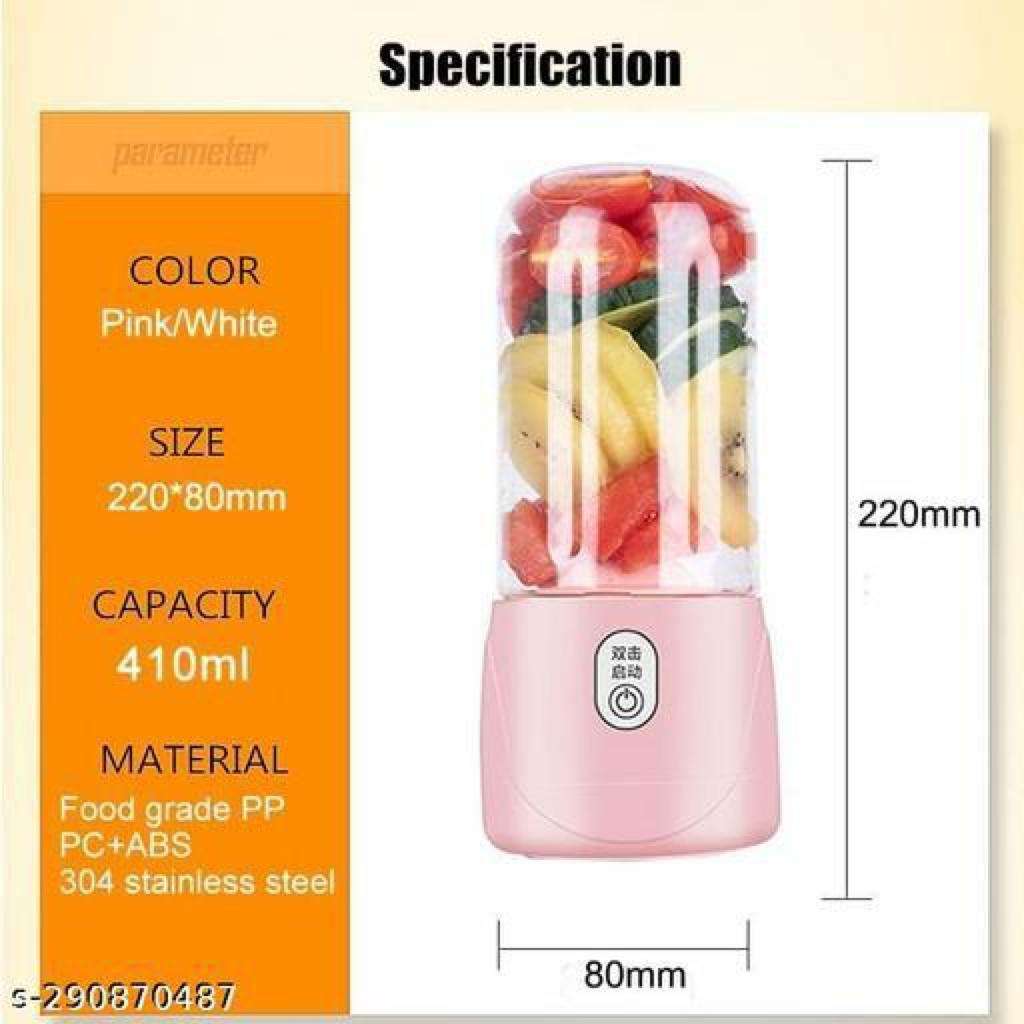 Specification
parameter
COLOR
Pink/White
SIZE
220*80mm
CAPACITY
410ml
MATERIAL
Food grade PP
PC+ABS
304 stainless steel
双击
启动
220mm
80mm
s-290870487